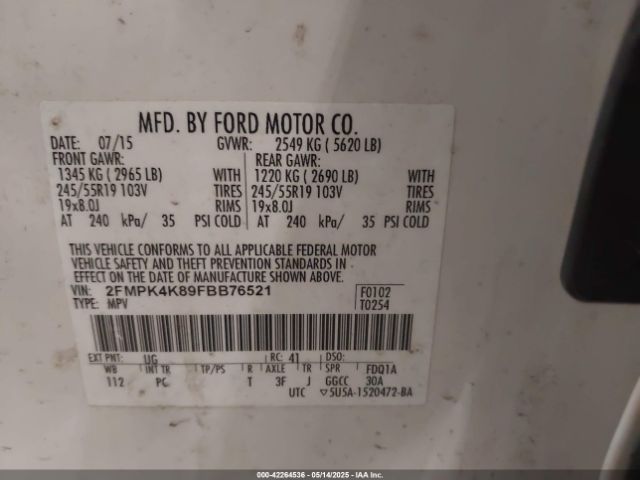 MFD. BY FORD MOTOR CO.
DATE: 07/15 GVWR: 2549 KG ( 5620 LB)
FRONT GAWR: REAR GAWR:
1345 KG ( 2965 LB) WITH 1220 KG ( 2690 LB) WITH
245/55R19 103V TIRES 245/55R19 103V TIRES
19x8.0J RIMS 19x8.0J RIMS
AT 240 kPa/ 35 PSI COLD AT 240 kPa/ 35 PSI COLD
THIS VEHICLE CONFORMS TO ALL APPLICABLE FEDERAL MOTOR
VEHICLE SAFETY AND THEFT PREVENTION STANDARDS IN
EFFECT ON THE DATE OF MANUFACTURE SHOWN ABOVE.
VIN: 2FMPK4K89FBB76521 F0102
TYPE: MPV T0254
EXT PNT: UG RC: 41 DSO:
WB INT TR TP/PS R AXLE TR SPR FDQ1A
112 PC T 3F J GGCC 30A
UTC ▽5U5A-1520472-BA
000-42264536 - 05/14/2025 - IAA Inc.